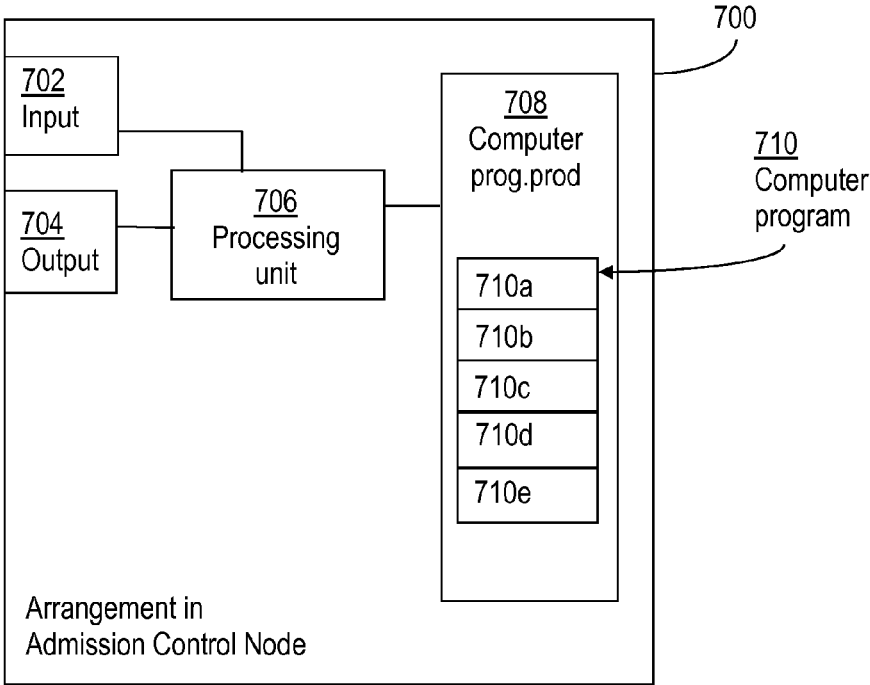 700
702
Input
704
Output
706
Processing
unit
708
Computer
prog.prod
710
Computer
program
710a
710b
710c
710d
710e
Arrangement in
Admission Control Node